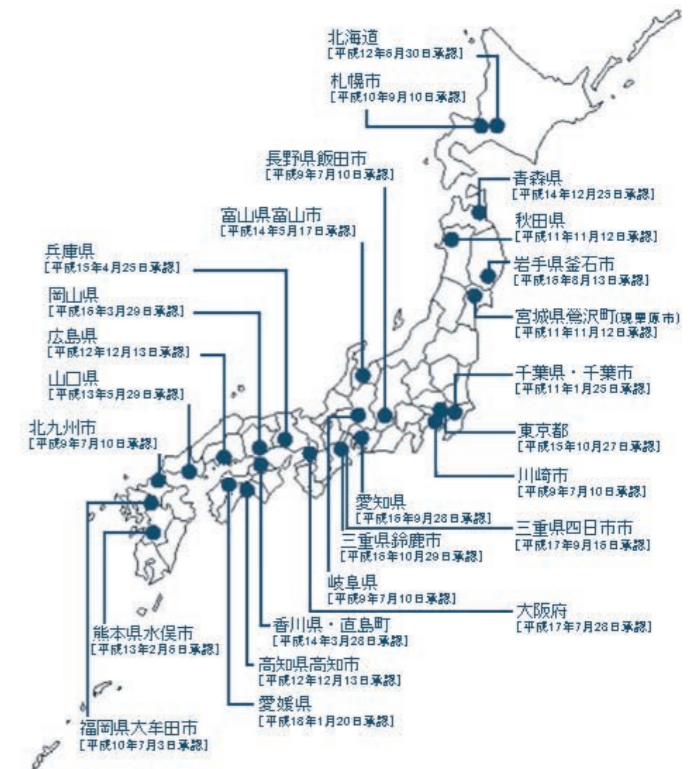 北海道
[平成12年6月30日承認]
札幌市
[平成10年9月10日承認]
長野県飯田市
[平成9年7月10日承認]
青森県
[平成14年12月25日承認]
富山県富山市
[平成14年5月17日承認]
秋田県
[平成11年11月12日承認]
兵庫県
[平成15年4月25日承認]
岩手県釜石市
[平成16年8月13日承認]
岡山県
[平成16年3月29日承認]
宮城県鶯沢町(現栗原市)
[平成11年11月12日承認]
広島県
[平成12年12月13日承認]
千葉県・千葉市
[平成11年1月25日承認]
山口県
[平成13年5月29日承認]
北九州市
[平成9年7月10日承認]
東京都
[平成15年10月27日承認]
川崎市
[平成9年7月10日承認]
愛知県
[平成16年9月28日承認]
三重県四日市市
[平成17年9月16日承認]
三重県鈴鹿市
[平成16年10月29日承認]
岐阜県
[平成9年7月10日承認]
大阪府
[平成17年7月28日承認]
香川県・直島町
[平成14年3月28日承認]
熊本県水俣市
[平成13年2月6日承認]
高知県高知市
[平成12年12月13日承認]
愛媛県
[平成18年1月20日承認]
福岡県大牟田市
[平成10年7月3日承認]